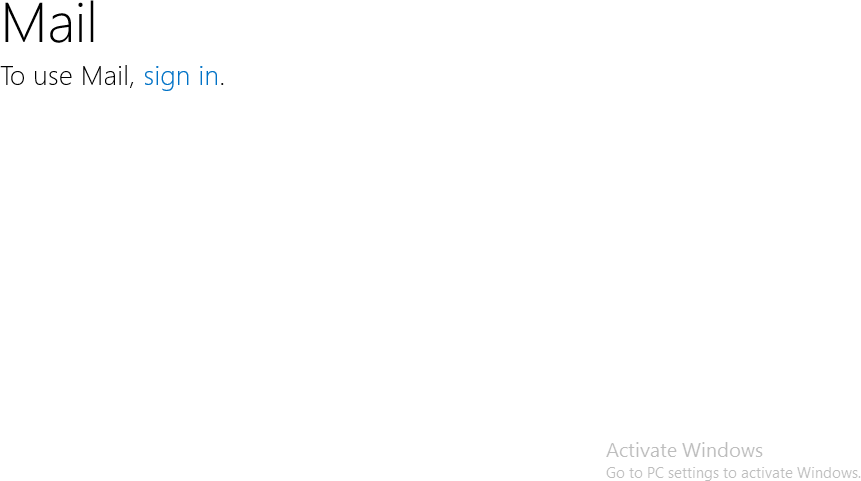 Mail
To use Mail, sign in.
Activate Windows
Go to PC settings to activate Windows.